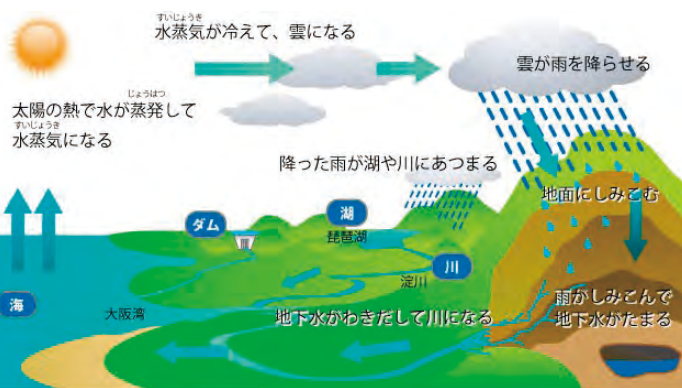 すいじょうき
水蒸気が冷えて、雲になる
雲が雨を降らせる
じょうはつ
太陽の熱で水が蒸発して
すいじょうき
水蒸気になる
降った雨が湖や川にあつまる
地面にしみこむ
湖
ダム
琵琶湖
川
淀川
海
大阪湾
地下水がわきだして川になる
雨がしみこんで
地下水がたまる